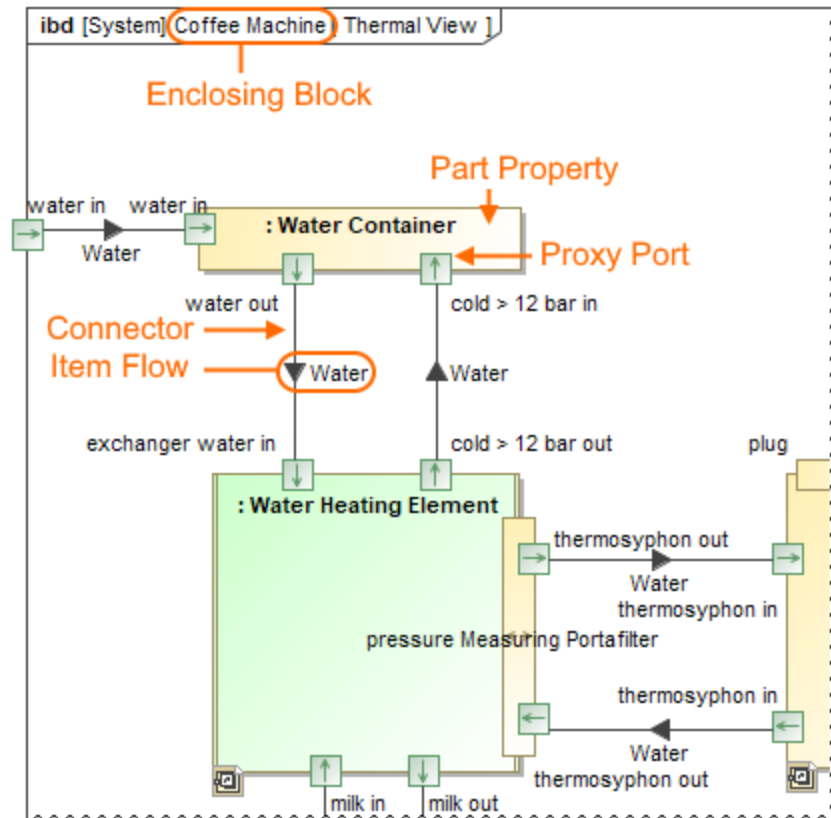 ibd [System] Coffee Machine Thermal View ]
Enclosing Block
Part Property
water in
water in
: Water Container
Water
Proxy Port
water out
cold > 12 bar in
Connector
Item Flow
Water
Water
exchanger water in
cold > 12 bar out
plug
: Water Heating Element
thermosyphon out
Water
thermosyphon in
pressure Measuring Portafilter
thermosyphon in
Water
thermosyphon out
milk in
milk out